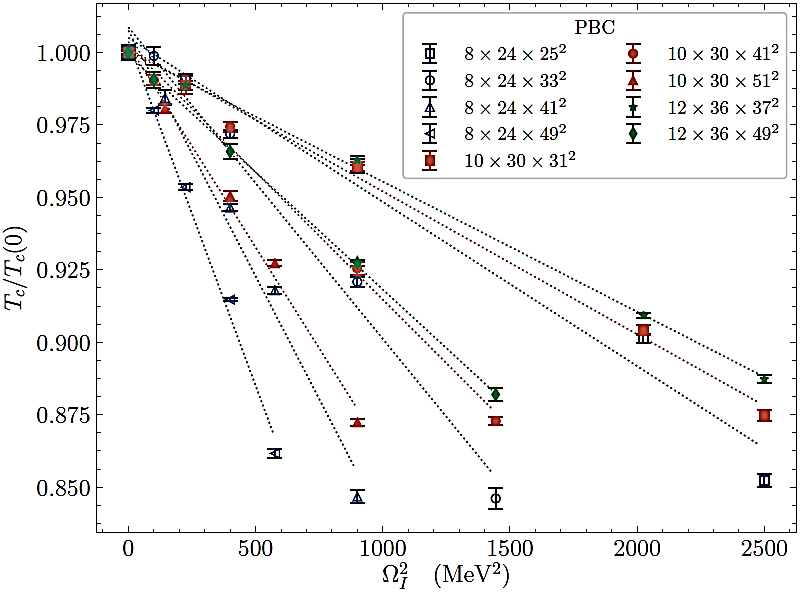 PBC
8 × 24 × 25²
8 × 24 × 33²
8 × 24 × 41²
8 × 24 × 49²
10 × 30 × 31²
10 × 30 × 41²
10 × 30 × 51²
12 × 36 × 37²
12 × 36 × 49²
T_c/T_c(0)
1.000
0.975
0.950
0.925
0.900
0.875
0.850
0 500 1000 1500 2000 2500
Ω_I² (MeV²)